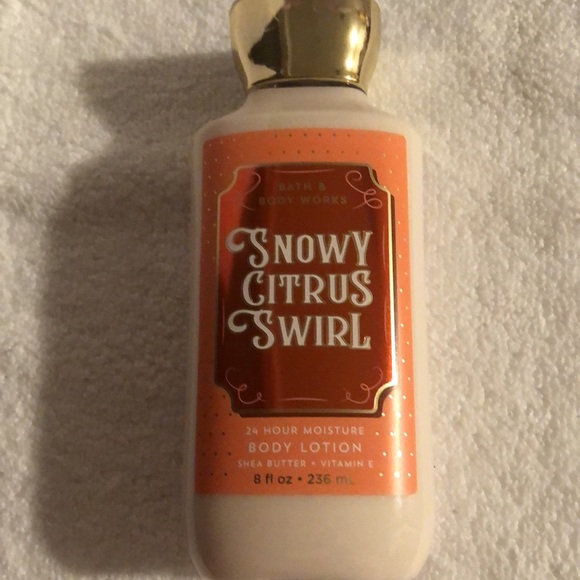 BATH &
BODY WORKS
SNOWY
CITRUS
SWIRL
24 HOUR MOISTURE
BODY LOTION
SHEA BUTTER • VITAMIN E
8 fl oz • 236 mL